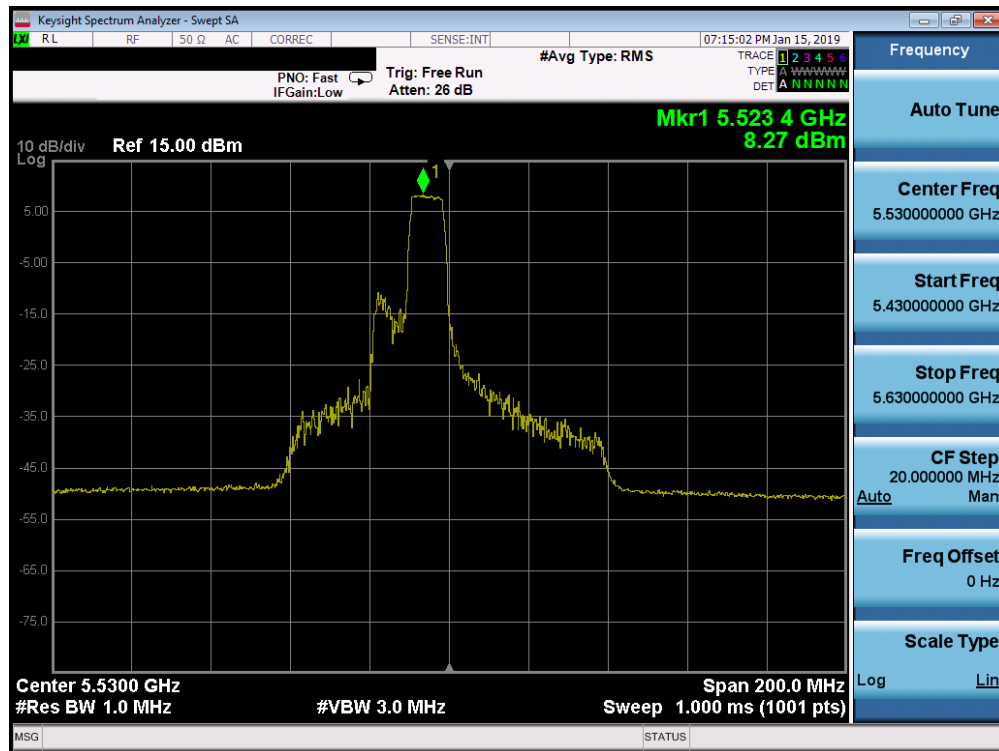 Keysight Spectrum Analyzer - Swept SA
LXI RL RF 50 Ω AC CORREC SENSE:INT 07:15:02 PM Jan 15, 2019
#Avg Type: RMS
TRACE 1 2 3 4 5 6
PNO: Fast Trig: Free Run
TYPE A WWWWW
IFGain:Low Atten: 26 dB
DET A N N N N N
Mkr1 5.523 4 GHz
8.27 dBm
10 dB/div Ref 15.00 dBm
Log
1
5.00
-5.00
-15.0
-25.0
-35.0
-45.0
-55.0
-65.0
-75.0
Center 5.5300 GHz Span 200.0 MHz
#Res BW 1.0 MHz #VBW 3.0 MHz Sweep 1.000 ms (1001 pts)
MSG STATUS
Frequency
Auto Tune
Center Freq
5.530000000 GHz
Start Freq
5.430000000 GHz
Stop Freq
5.630000000 GHz
CF Step
20.000000 MHz
Auto Man
Freq Offset
0 Hz
Scale Type
Log Lin